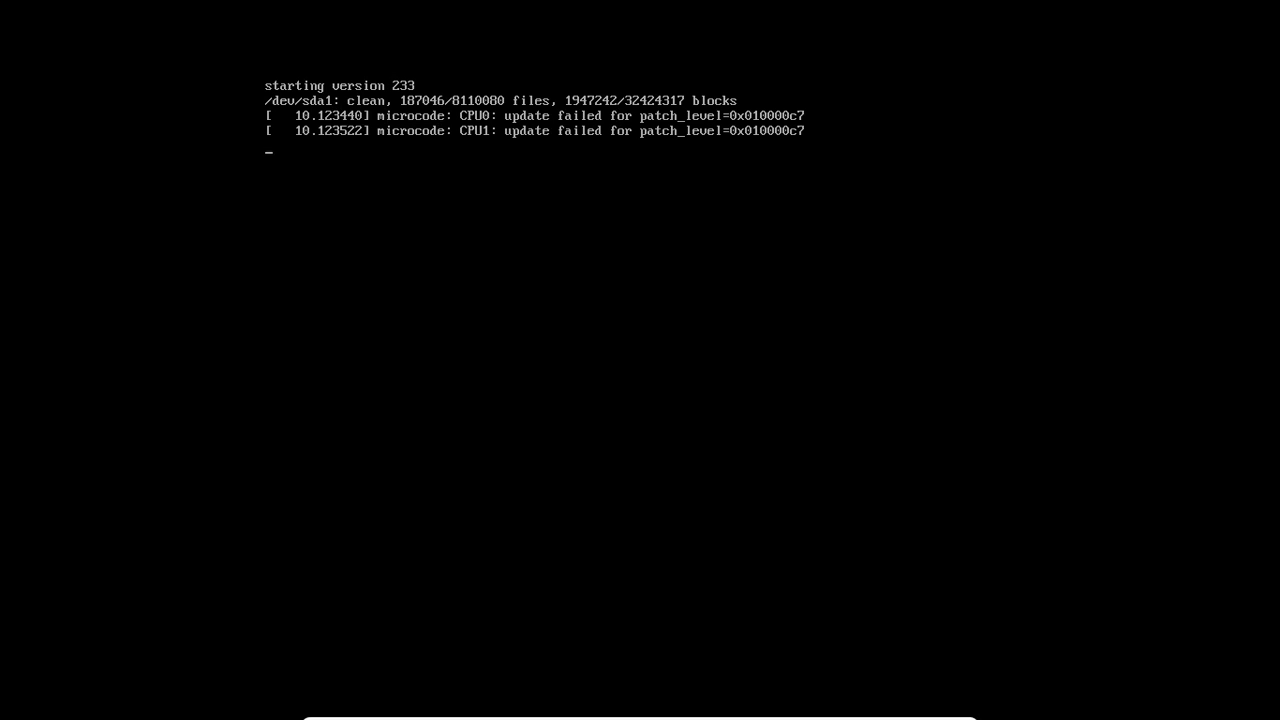 starting version 233
/dev/sda1: clean, 187046/8110080 files, 1947242/32424317 blocks
[   10.123440] microcode: CPU0: update failed for patch_level=0x010000c7
[   10.123522] microcode: CPU1: update failed for patch_level=0x010000c7
_